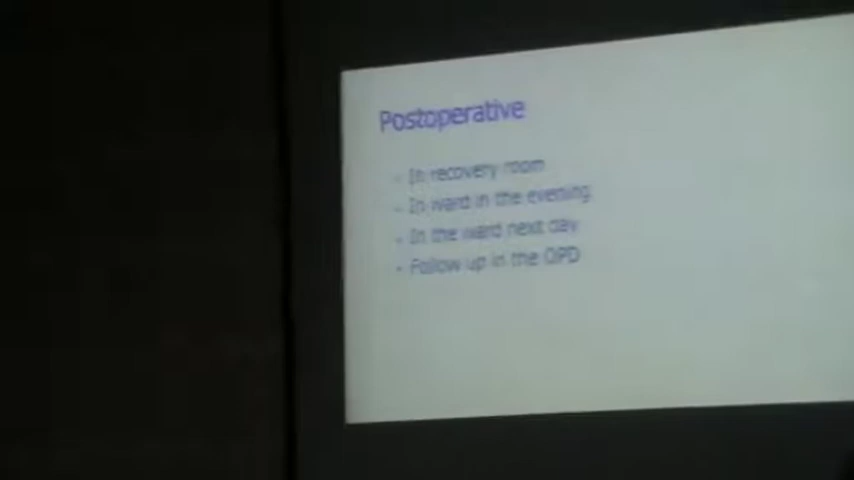 Postoperative
- In recovery room
- In ward in the evening
- In the ward next day
- Follow up in the OPD